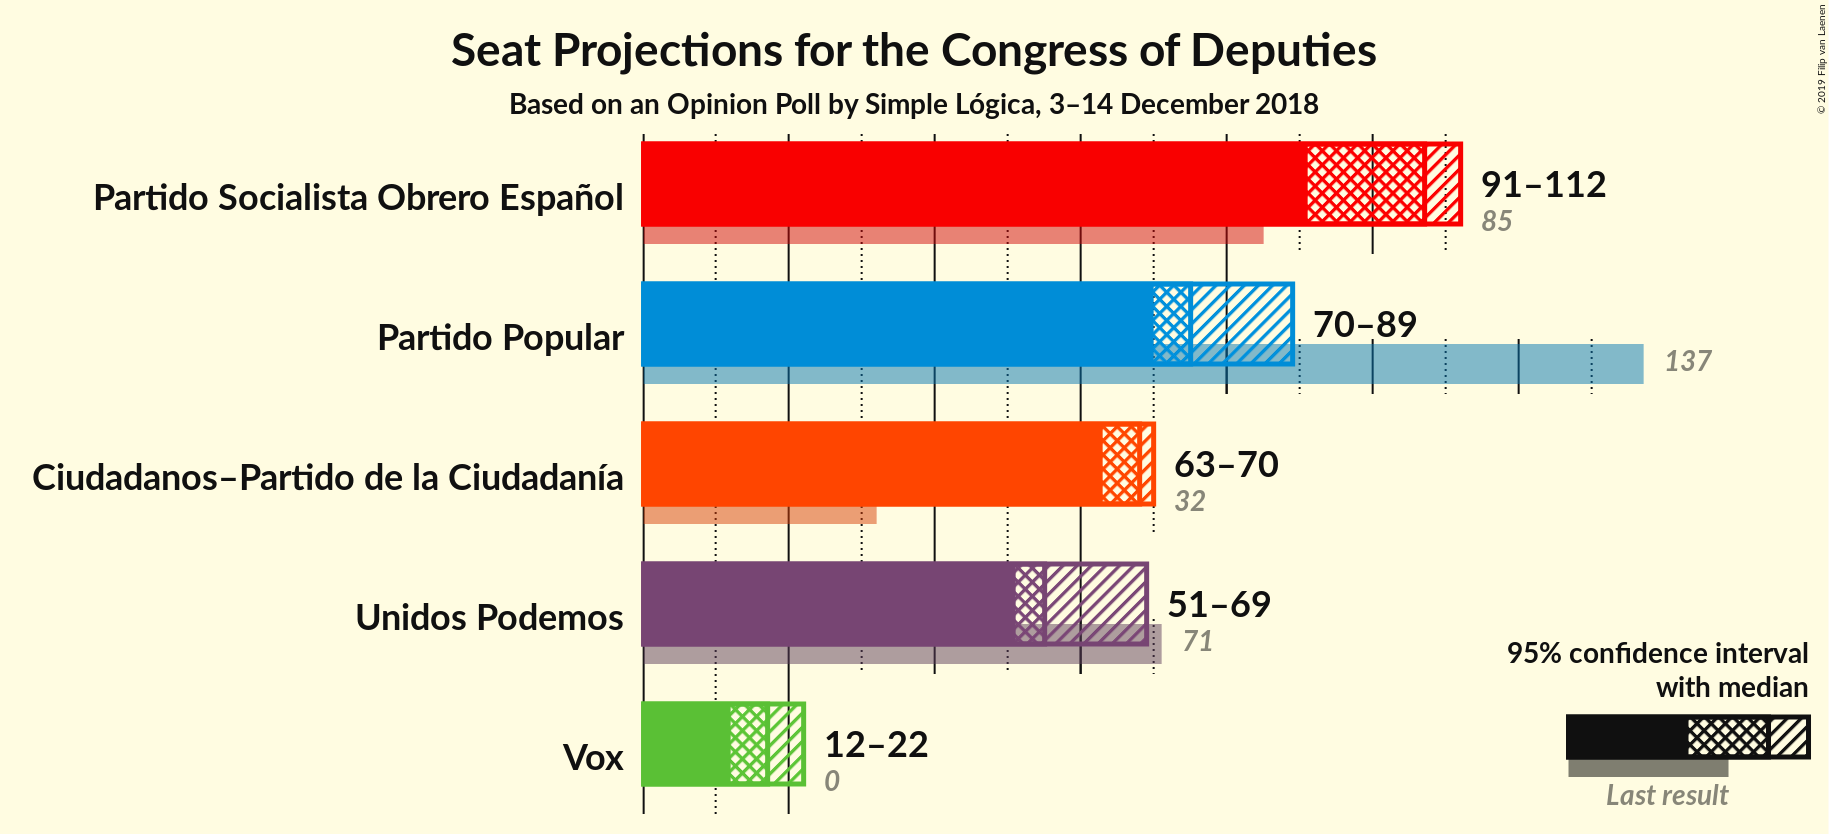 Seat Projections for the Congress of Deputies
Based on an Opinion Poll by Simple Lógica, 3–14 December 2018
© 2019 Filip van Laenen
Partido Socialista Obrero Español
91–112
85
Partido Popular
70–89
137
Ciudadanos–Partido de la Ciudadanía
63–70
32
Unidos Podemos
51–69
71
Vox
12–22
0
95% confidence interval
with median
Last result